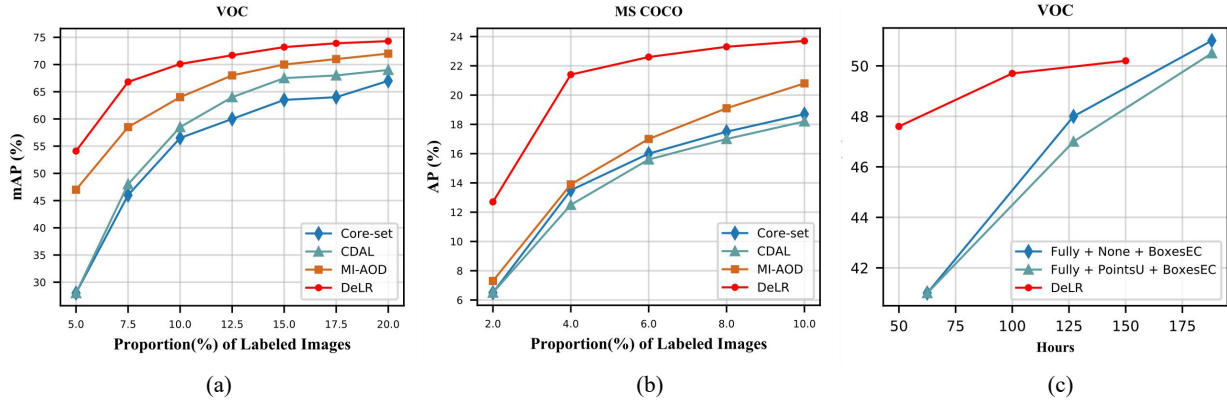 VOC
mAP (%)
75
70
65
60
55
50
45
40
35
30
5.0 7.5 10.0 12.5 15.0 17.5 20.0
Core-set
CDAL
MI-AOD
DeLR
Proportion(%) of Labeled Images
(a)
MS COCO
AP (%)
24
22
20
18
16
14
12
10
8
6
2.0 4.0 6.0 8.0 10.0
Core-set
CDAL
MI-AOD
DeLR
Proportion(%) of Labeled Images
(b)
VOC
50
48
46
44
42
50 75 100 125 150 175
Fully + None + BoxesEC
Fully + PointsU + BoxesEC
DeLR
Hours
(c)